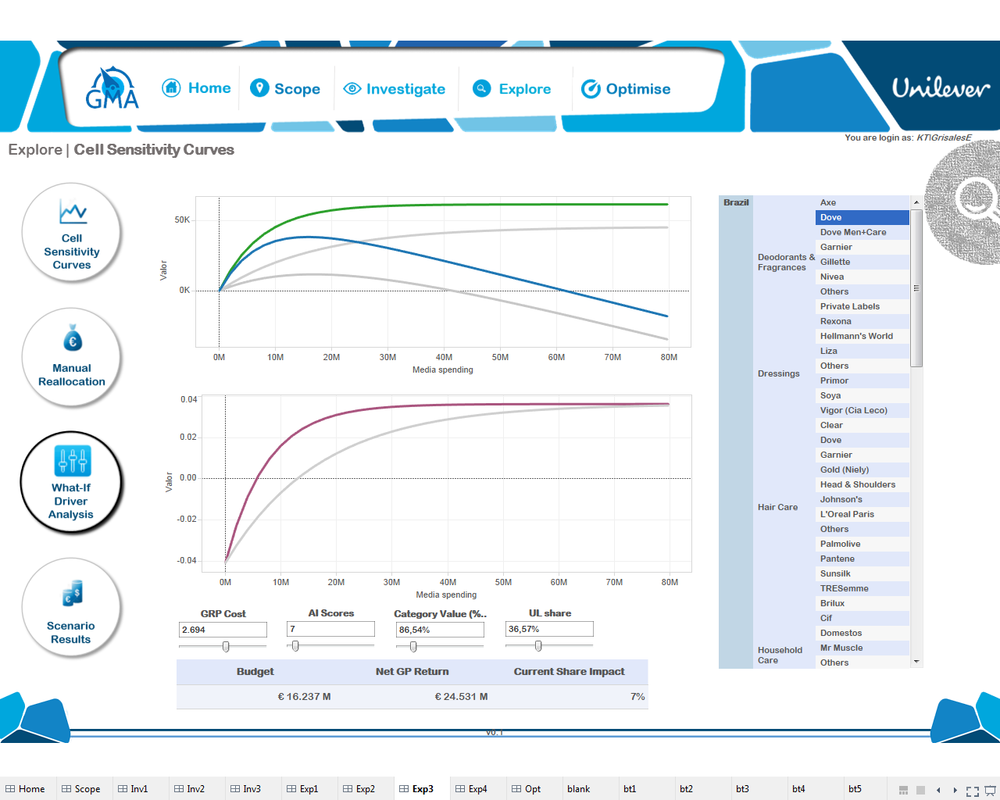 GMA
Home
Scope
Investigate
Explore
Optimise
Unilever
You are login as: KT\GrisalesE
Explore | Cell Sensitivity Curves
Cell
Sensitivity
Curves
Manual
Reallocation
What-If
Driver
Analysis
Scenario
Results
Valor
50K
0K
0M 10M 20M 30M 40M 50M 60M 70M 80M
Media spending
Valor
0.04
0.02
0.00
-0.02
-0.04
0M 10M 20M 30M 40M 50M 60M 70M 80M
Media spending
GRP Cost AI Scores Category Value (%.. UL share
2.694 7 86,54% 36,57%
Budget Net GP Return Current Share Impact
€ 16.237 M € 24.531 M 7%
Brazil
Deodorants &
Fragrances
Axe
Dove
Dove Men+Care
Garnier
Gillette
Nivea
Others
Private Labels
Rexona
Dressings
Hellmann's World
Liza
Others
Primor
Soya
Vigor (Cia Leco)
Hair Care
Clear
Dove
Garnier
Gold (Niely)
Head & Shoulders
Johnson's
L'Oreal Paris
Others
Palmolive
Pantene
Sunsilk
TRESemme
Household
Care
Brilux
Cif
Domestos
Mr Muscle
Others
v0.1
Home Scope Inv1 Inv2 Inv3 Exp1 Exp2 Exp3 Exp4 Opt blank bt1 bt2 bt3 bt4 bt5